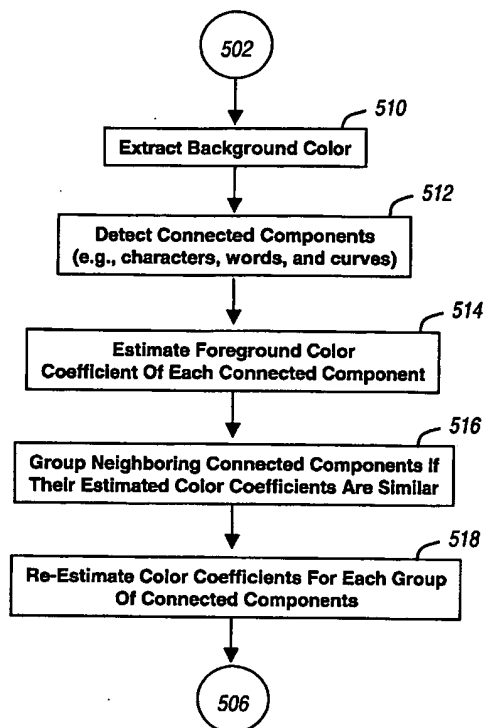 502
510
Extract Background Color
512
Detect Connected Components
(e.g., characters, words, and curves)
514
Estimate Foreground Color
Coefficient Of Each Connected Component
516
Group Neighboring Connected Components If
Their Estimated Color Coefficients Are Similar
518
Re-Estimate Color Coefficients For Each Group
Of Connected Components
506